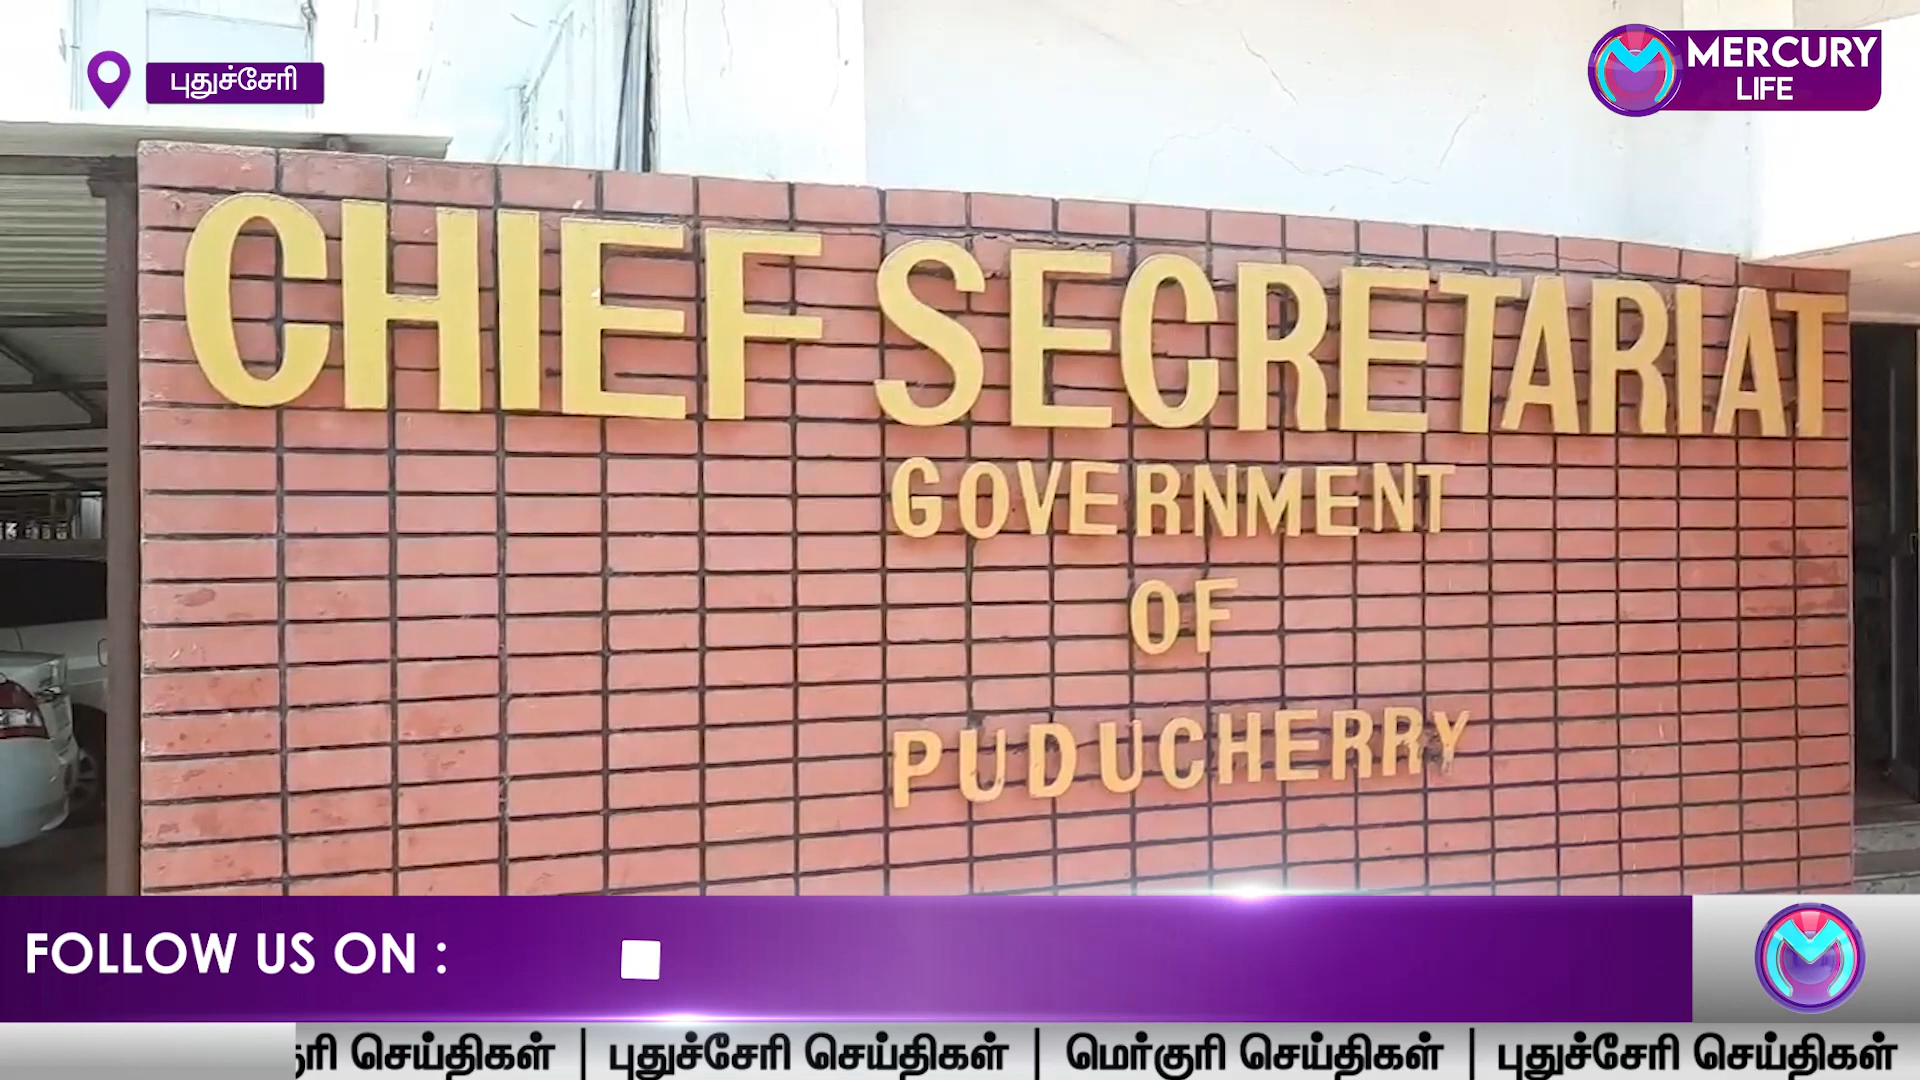 புதுச்சேரி
MERCURY
LIFE
CHIEF SECRETARIAT
GOVERNMENT
OF
PUDUCHERRY
FOLLOW US ON :
செய்திகள் | புதுச்சேரி செய்திகள் | மெர்குரி செய்திகள் | புதுச்சேரி செய்திகள்